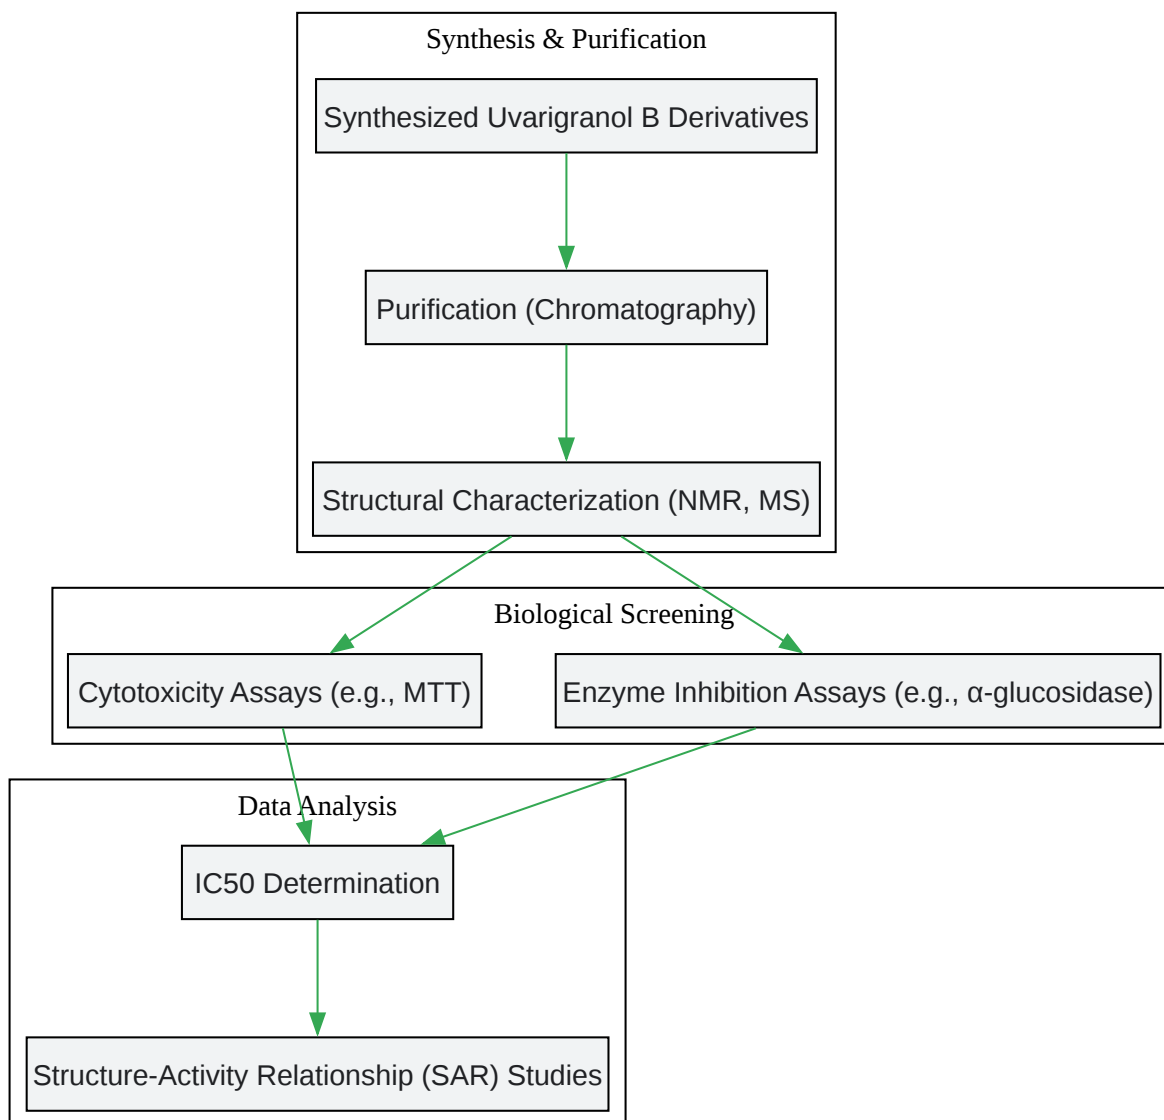 Synthesis & Purification
Synthesized Uvarigranol B Derivatives
Purification (Chromatography)
Structural Characterization (NMR, MS)
Biological Screening
Cytotoxicity Assays (e.g., MTT)
Enzyme Inhibition Assays (e.g., α-glucosidase)
Data Analysis
IC50 Determination
Structure-Activity Relationship (SAR) Studies